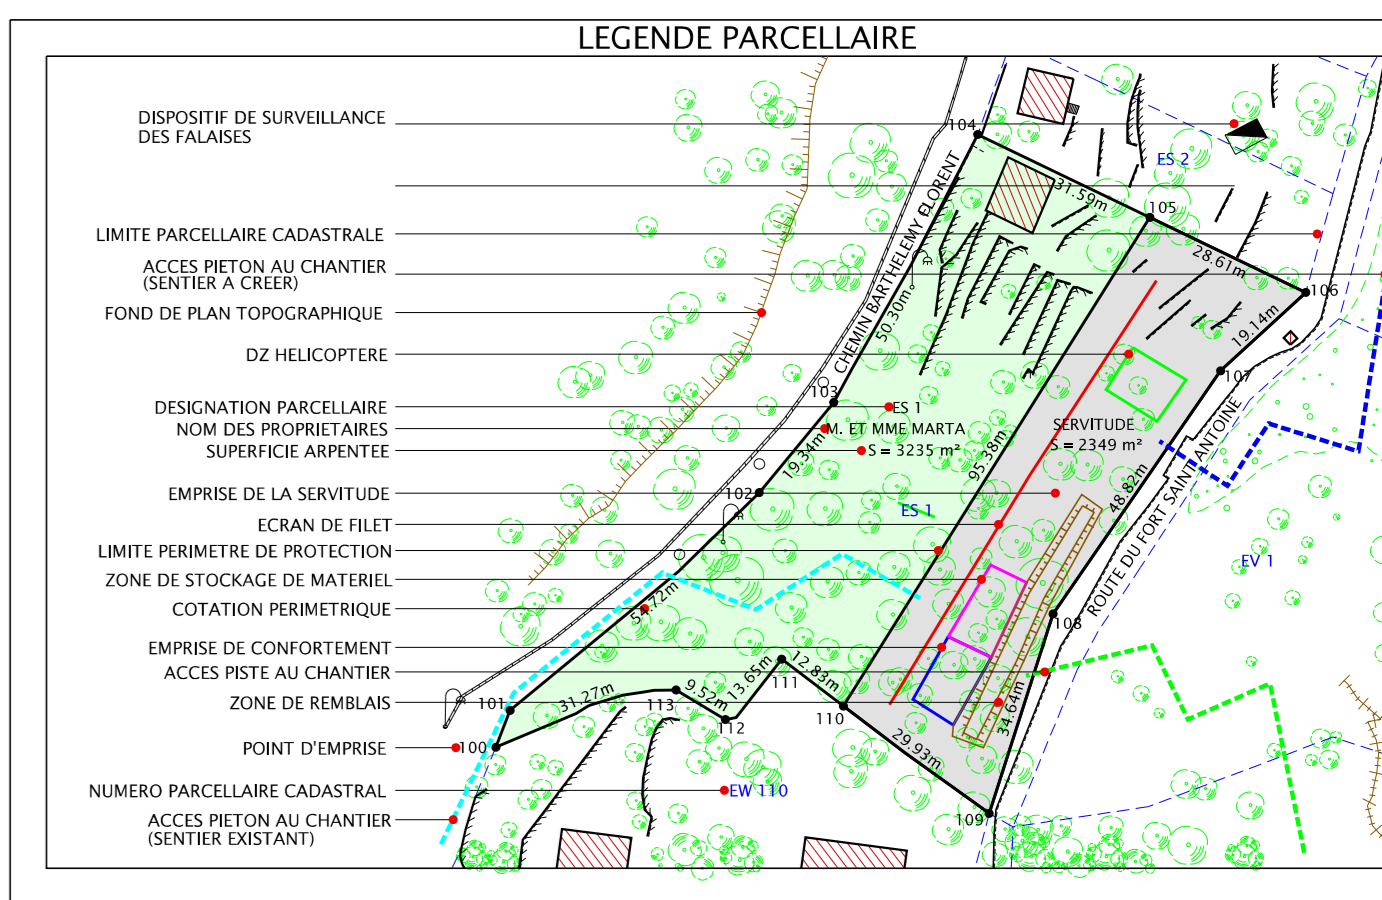 LEGENDE PARCELLAIRE
DISPOSITIF DE SURVEILLANCE
DES FALAISES
LIMITE PARCELLAIRE CADASTRALE
ACCES PIETON AU CHANTIER
(SENTIER A CREER)
FOND DE PLAN TOPOGRAPHIQUE
DZ HELICOPTERE
DESIGNATION PARCELLAIRE
NOM DES PROPRIETAIRES
SUPERFICIE ARPENTEE
EMPRISE DE LA SERVITUDE
ECRAN DE FILET
LIMITE PERIMETRE DE PROTECTION
ZONE DE STOCKAGE DE MATERIEL
COTATION PERIMETRIQUE
EMPRISE DE CONFORTEMENT
ACCES PISTE AU CHANTIER
ZONE DE REMBLAIS
POINT D'EMPRISE
NUMERO PARCELLAIRE CADASTRAL
ACCES PIETON AU CHANTIER
(SENTIER EXISTANT)
104
ES 2
31.59m
105
28.61m
106
19.14m
107
CHEMIN BARTHELEMY FLORENT
50.30m
103
ES 1
M. ET MME MARTA
S = 3235 m²
SERVITUDE
S = 2349 m²
19.34m
95.38m
48.82m
ROUTE DU FORT SAINT ANTOINE
102
ES 1
EV 1
54.72m
108
101
31.27m
113
9.52m
13.65m
111
12.83m
112
110
34.64m
100
29.93m
EW 110
109